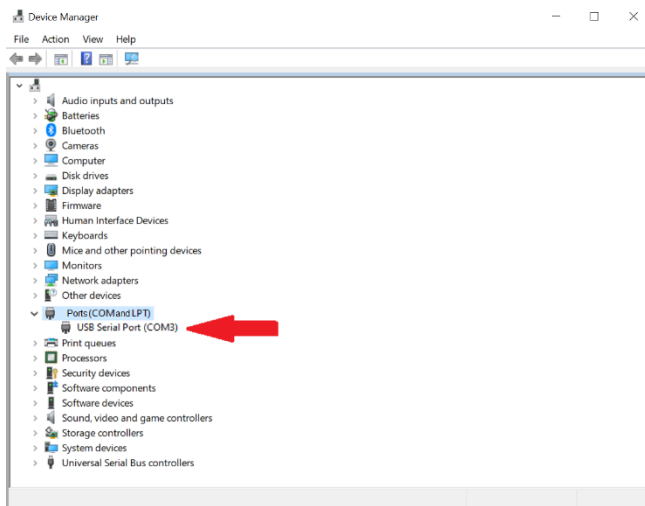 Device Manager
File Action View Help
Audio inputs and outputs
Batteries
Bluetooth
Cameras
Computer
Disk drives
Display adapters
Firmware
Human Interface Devices
Keyboards
Mice and other pointing devices
Monitors
Network adapters
Other devices
Ports (COMand LPT)
USB Serial Port (COM3)
Print queues
Processors
Security devices
Software components
Software devices
Sound, video and game controllers
Storage controllers
System devices
Universal Serial Bus controllers